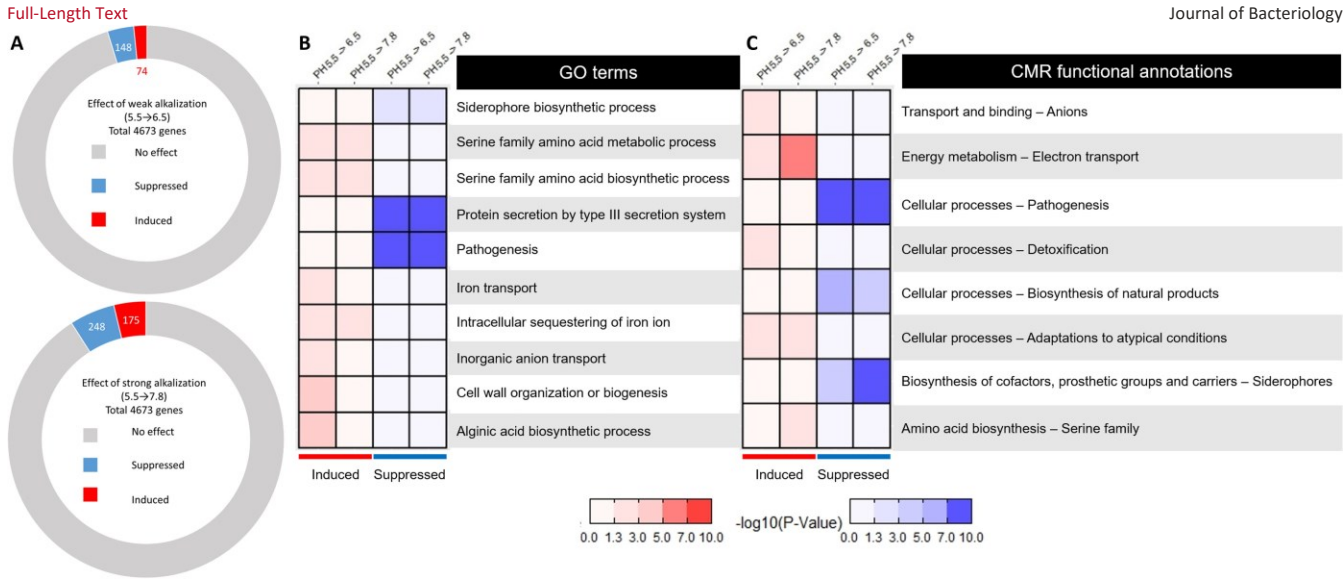 Full-Length Text
Journal of Bacteriology
A
148
74
Effect of weak alkalization
(5.5→6.5)
Total 4673 genes
No effect
Suppressed
Induced
248
175
Effect of strong alkalization
(5.5→7.8)
Total 4673 genes
No effect
Suppressed
Induced
B
PH5.5 > 6.5
PH5.5 > 7.8
PH5.5 > 6.5
PH5.5 > 7.8
GO terms
Siderophore biosynthetic process
Serine family amino acid metabolic process
Serine family amino acid biosynthetic process
Protein secretion by type III secretion system
Pathogenesis
Iron transport
Intracellular sequestering of iron ion
Inorganic anion transport
Cell wall organization or biogenesis
Alginic acid biosynthetic process
Induced
Suppressed
C
PH5.5 > 6.5
PH5.5 > 7.8
PH5.5 > 6.5
PH5.5 > 7.8
CMR functional annotations
Transport and binding – Anions
Energy metabolism – Electron transport
Cellular processes – Pathogenesis
Cellular processes – Detoxification
Cellular processes – Biosynthesis of natural products
Cellular processes – Adaptations to atypical conditions
Biosynthesis of cofactors, prosthetic groups and carriers – Siderophores
Amino acid biosynthesis – Serine family
Induced
Suppressed
0.0 1.3 3.0 5.0 7.0 10.0
-log10(P-Value)
0.0 1.3 3.0 5.0 7.0 10.0